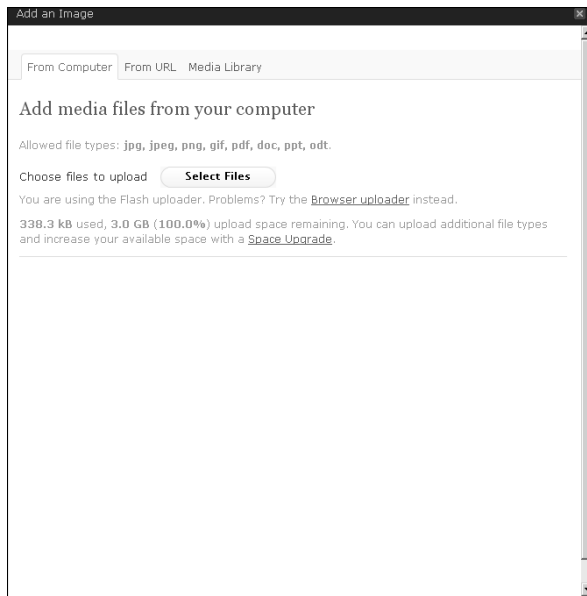 Add an Image
From Computer From URL Media Library
Add media files from your computer
Allowed file types: jpg, jpeg, png, gif, pdf, doc, ppt, odt.
Choose files to upload Select Files
You are using the Flash uploader. Problems? Try the Browser uploader instead.
338.3 kB used, 3.0 GB (100.0%) upload space remaining. You can upload additional file types
and increase your available space with a Space Upgrade.